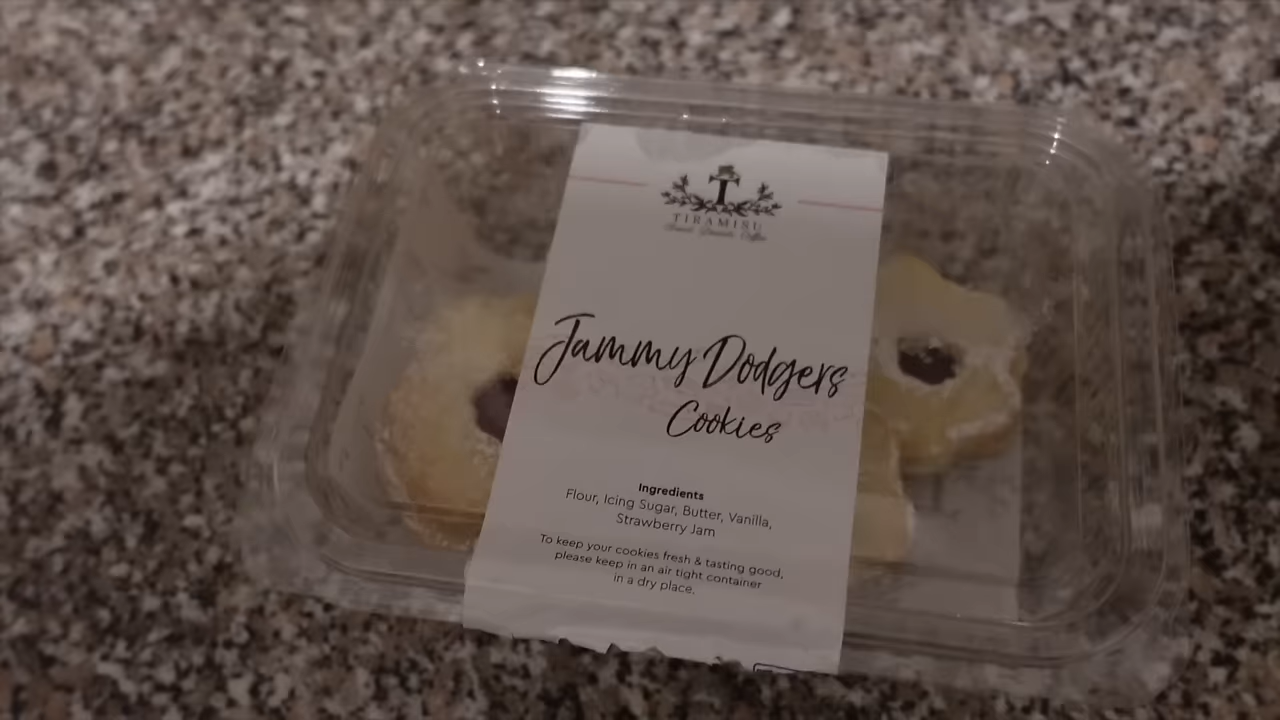 T
TIRAMISU
Jammy Dodgers
Cookies
Ingredients
Flour, Icing Sugar, Butter, Vanilla,
Strawberry Jam
To keep your cookies fresh & tasting good,
please keep in an air tight container
in a dry place.